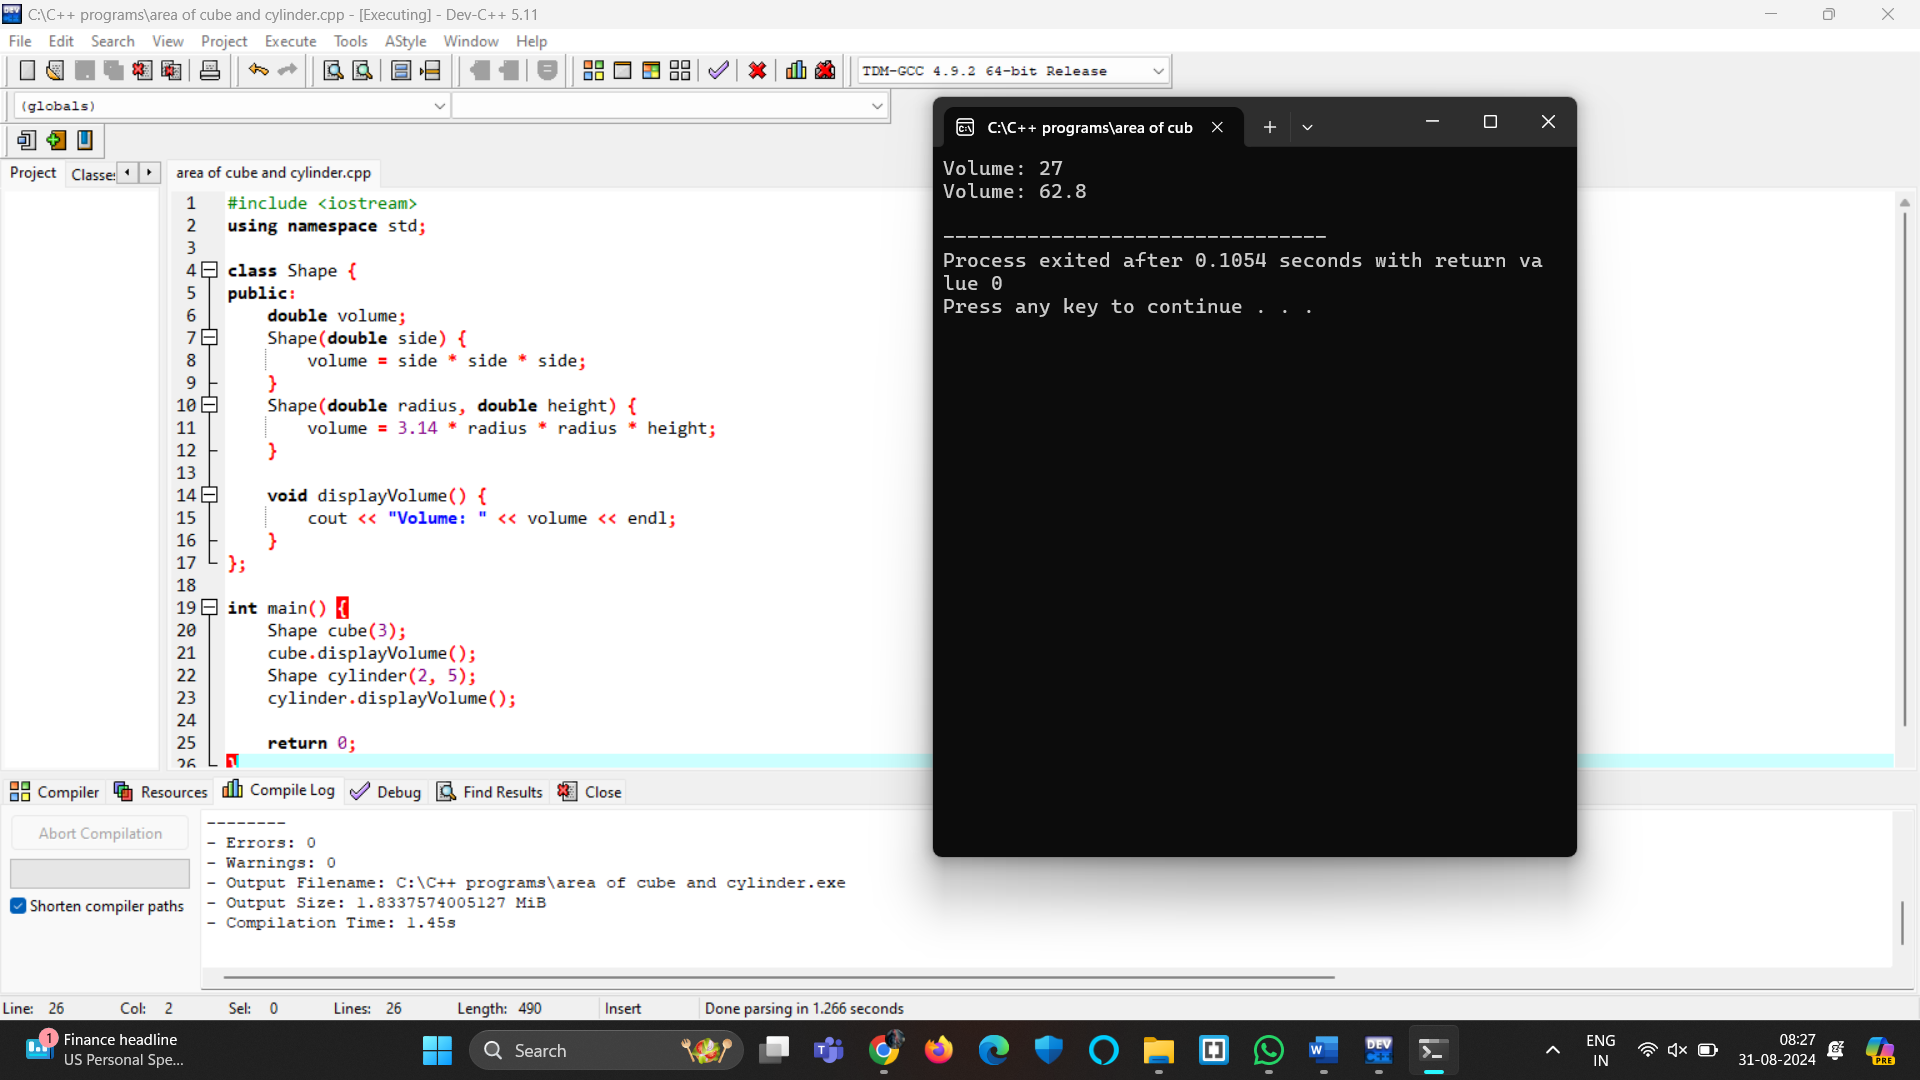 C:\C++ programs\area of cube and cylinder.cpp - [Executing] - Dev-C++ 5.11
File Edit Search View Project Execute Tools AStyle Window Help
TDM-GCC 4.9.2 64-bit Release
(globals)
Project Classes
area of cube and cylinder.cpp
1 #include <iostream>
2 using namespace std;
3
4 class Shape {
5 public:
6 double volume;
7 Shape(double side) {
8 volume = side * side * side;
9 }
10 Shape(double radius, double height) {
11 volume = 3.14 * radius * radius * height;
12 }
13
14 void displayVolume() {
15 cout << "Volume: " << volume << endl;
16 }
17 };
18
19 int main() {
20 Shape cube(3);
21 cube.displayVolume();
22 Shape cylinder(2, 5);
23 cylinder.displayVolume();
24
25 return 0;
26 }
C:\C++ programs\area of cub
Volume: 27
Volume: 62.8
--------------------------------
Process exited after 0.1054 seconds with return va
lue 0
Press any key to continue . . .
Compiler Resources Compile Log Debug Find Results Close
Abort Compilation
Shorten compiler paths
--------
- Errors: 0
- Warnings: 0
- Output Filename: C:\C++ programs\area of cube and cylinder.exe
- Output Size: 1.8337574005127 MiB
- Compilation Time: 1.45s
Line: 26 Col: 2 Sel: 0 Lines: 26 Length: 490 Insert Done parsing in 1.266 seconds
1
Finance headline
US Personal Spe...
Search
DEV
ENG
IN
08:27
31-08-2024
PRE